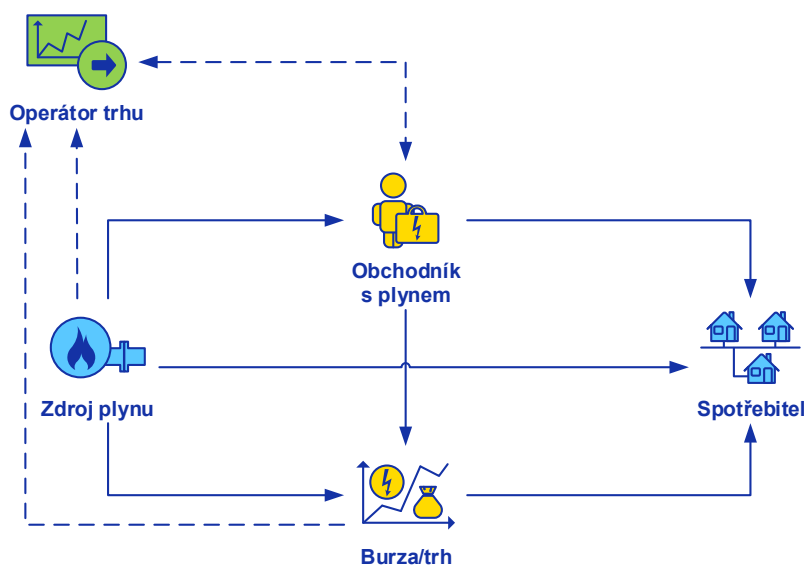 Operátor trhu
Obchodník
s plynem
Zdroj plynu
Spotřebitel
Burza/trh